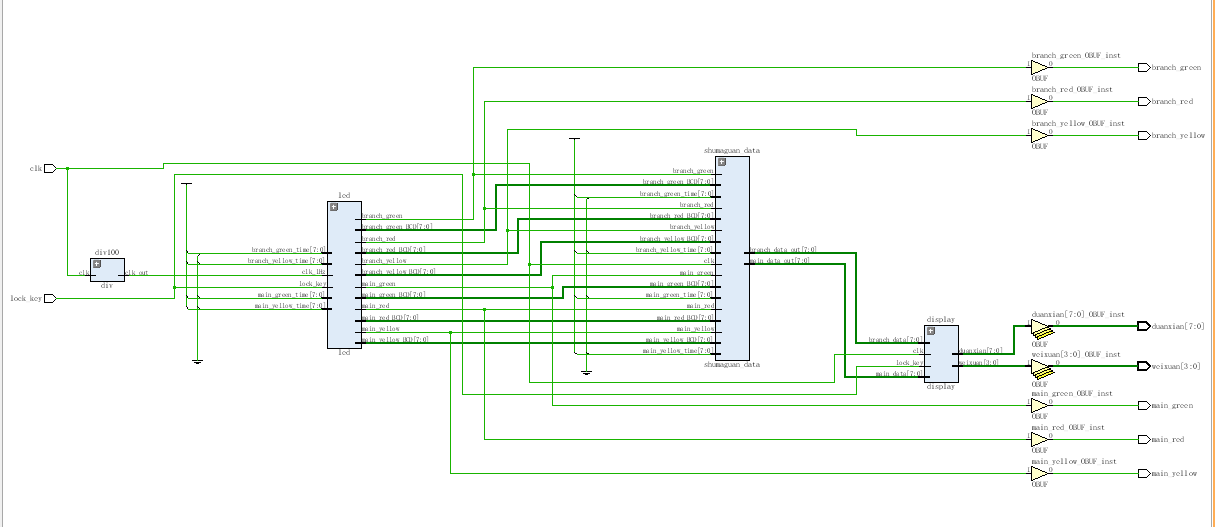 clk
lock_key
div100
clk
clk_out
div
lcd
branch_green_time[7:0]
branch_yellow_time[7:0]
clk_1Hz
lock_key
main_green_time[7:0]
main_yellow_time[7:0]
branch_green
branch_green_BCD[7:0]
branch_red
branch_red_BCD[7:0]
branch_yellow
branch_yellow_BCD[7:0]
main_green
main_green_BCD[7:0]
main_red
main_red_BCD[7:0]
main_yellow
main_yellow_BCD[7:0]
lcd
shumaguan_data
branch_green
branch_green_BCD[7:0]
branch_green_time[7:0]
branch_red
branch_red_BCD[7:0]
branch_yellow
branch_yellow_BCD[7:0]
branch_yellow_time[7:0]
clk
main_green
main_green_BCD[7:0]
main_green_time[7:0]
main_red
main_red_BCD[7:0]
main_yellow
main_yellow_BCD[7:0]
main_yellow_time[7:0]
branch_data_out[7:0]
main_data_out[7:0]
shumaguan_data
display
branch_data[7:0]
clk
lock_key
main_data[7:0]
duanxian[7:0]
weixuan[3:0]
display
branch_green_OBUF_inst
I O
OBUF
branch_green
branch_red_OBUF_inst
I O
OBUF
branch_red
branch_yellow_OBUF_inst
I O
OBUF
branch_yellow
duanxian[7:0]_OBUF_inst
I O
OBUF
duanxian[7:0]
weixuan[3:0]_OBUF_inst
I O
OBUF
weixuan[3:0]
main_green_OBUF_inst
I O
OBUF
main_green
main_red_OBUF_inst
I O
OBUF
main_red
main_yellow_OBUF_inst
I O
OBUF
main_yellow